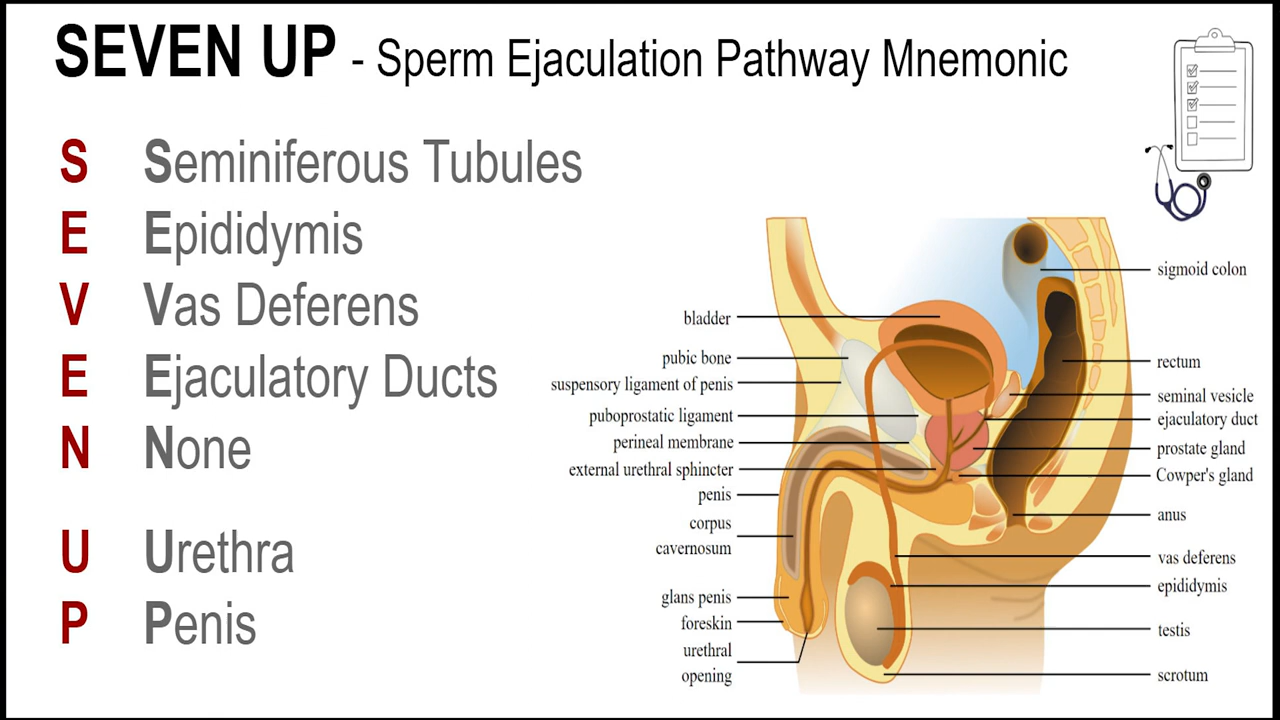 SEVEN UP - Sperm Ejaculation Pathway Mnemonic
S Seminiferous Tubules
E Epididymis
V Vas Deferens
E Ejaculatory Ducts
N None
U Urethra
P Penis
bladder
pubic bone
suspensory ligament of penis
puboprostatic ligament
perineal membrane
external urethral sphincter
penis
corpus
cavernosum
glans penis
foreskin
urethral
opening
sigmoid colon
rectum
seminal vesicle
ejaculatory duct
prostate gland
Cowper's gland
anus
vas deferens
epididymis
testis
scrotum